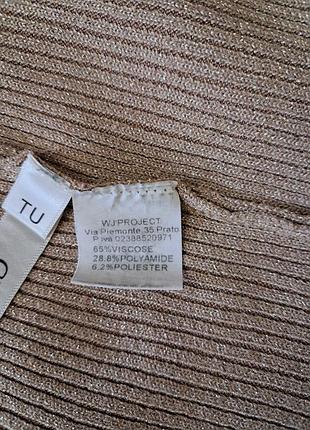 TU
WJ'PROJECT
Via Piemonte,35 Prato
P.iva 02388520971
65%VISCOSE
28.8%POLYAMIDE
6.2%POLIESTER